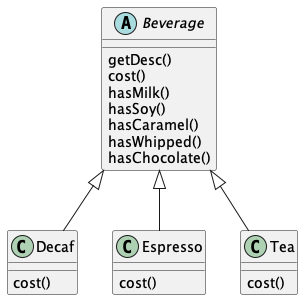 A Beverage
getDesc()
cost()
hasMilk()
hasSoy()
hasCaramel()
hasWhipped()
hasChocolate()
C Decaf
cost()
C Espresso
cost()
C Tea
cost()